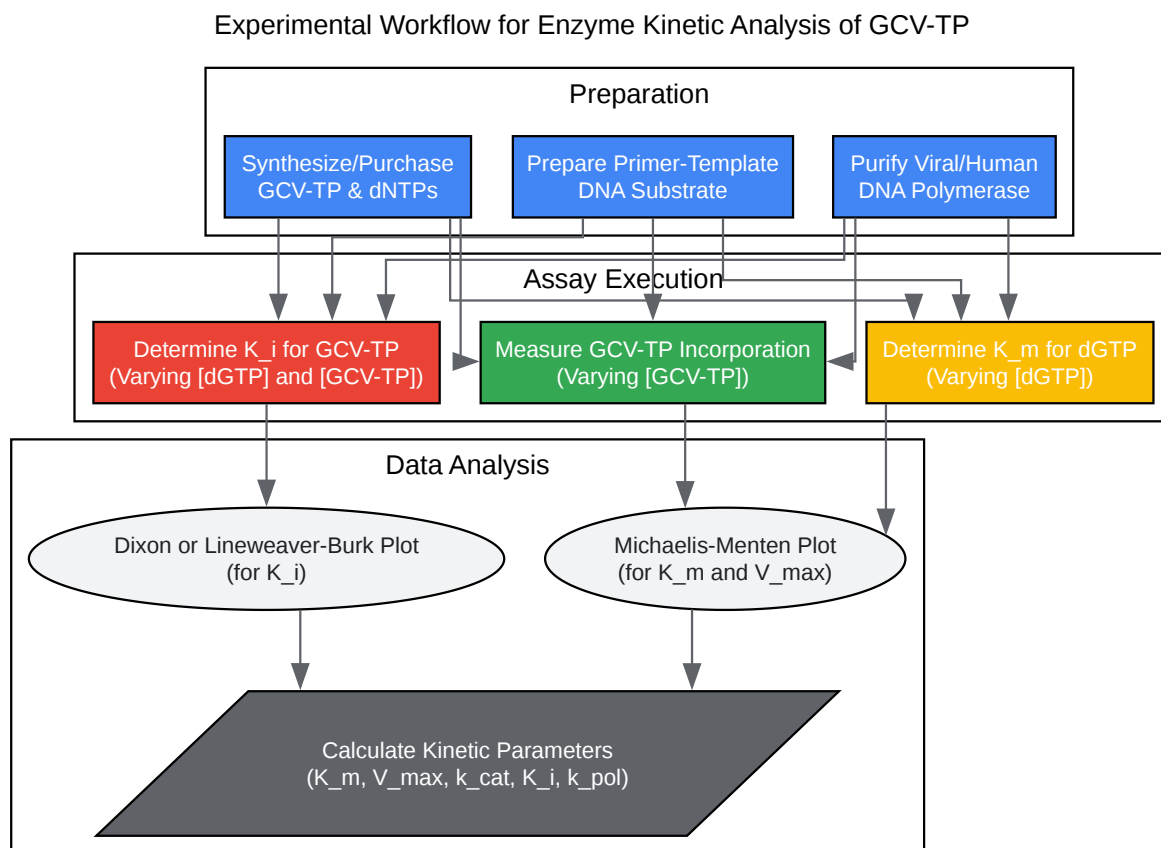 Experimental Workflow for Enzyme Kinetic Analysis of GCV-TP
Preparation
Synthesize/Purchase
GCV-TP & dNTPs
Prepare Primer-Template
DNA Substrate
Purify Viral/Human
DNA Polymerase
Assay Execution
Determine K_i for GCV-TP
(Varying [dGTP] and [GCV-TP])
Measure GCV-TP Incorporation
(Varying [GCV-TP])
Determine K_m for dGTP
(Varying [dGTP])
Data Analysis
Dixon or Lineweaver-Burk Plot
(for K_i)
Michaelis-Menten Plot
(for K_m and V_max)
Calculate Kinetic Parameters
(K_m, V_max, k_cat, K_i, k_pol)